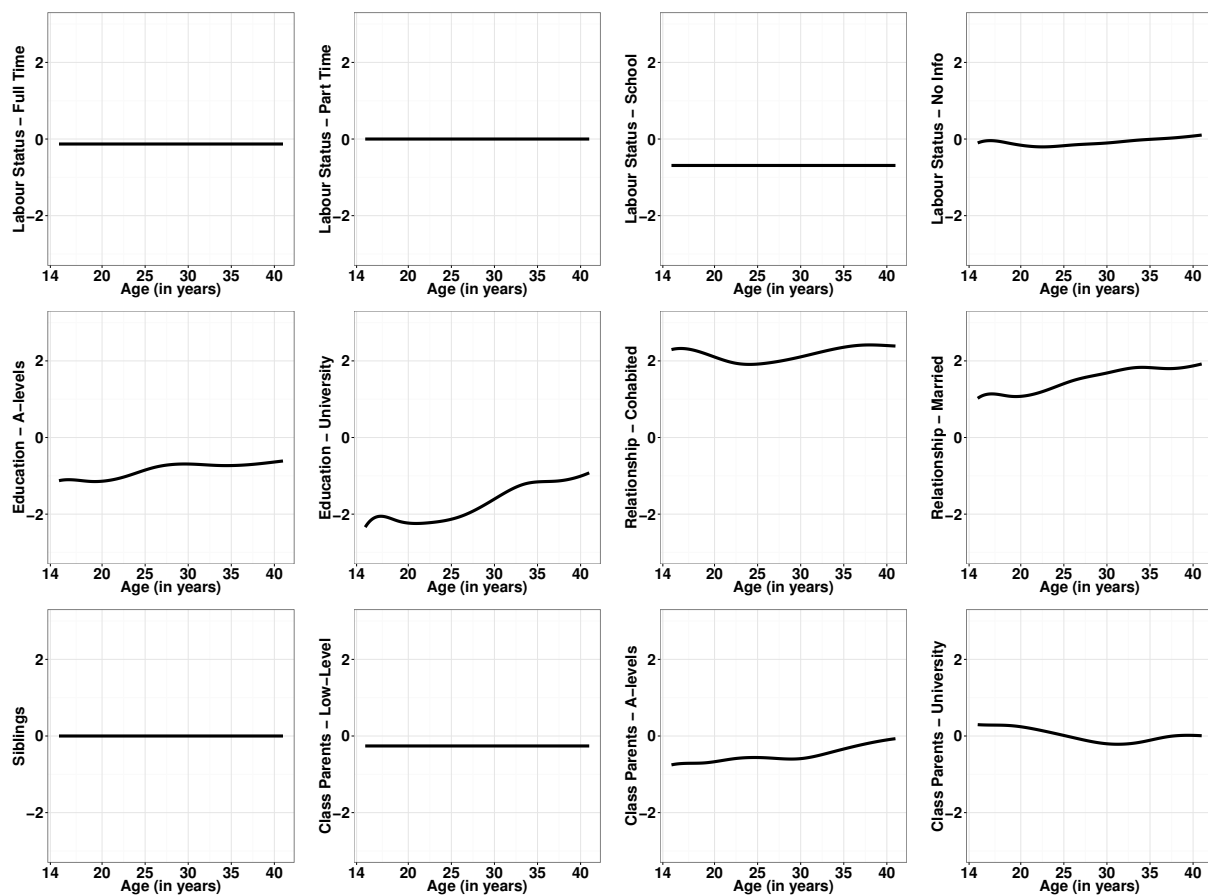 Labour Status – Full Time
2
0
−2
14 20 25 30 35 40
Age (in years)
Labour Status – Part Time
2
0
−2
14 20 25 30 35 40
Age (in years)
Labour Status – School
2
0
−2
14 20 25 30 35 40
Age (in years)
Labour Status – No Info
2
0
−2
14 20 25 30 35 40
Age (in years)
Education – A−levels
2
0
−2
14 20 25 30 35 40
Age (in years)
Education – University
2
0
−2
14 20 25 30 35 40
Age (in years)
Relationship – Cohabited
2
0
−2
14 20 25 30 35 40
Age (in years)
Relationship – Married
2
0
−2
14 20 25 30 35 40
Age (in years)
Siblings
2
0
−2
14 20 25 30 35 40
Age (in years)
Class Parents – Low−Level
2
0
−2
14 20 25 30 35 40
Age (in years)
Class Parents – A−levels
2
0
−2
14 20 25 30 35 40
Age (in years)
Class Parents – University
2
0
−2
14 20 25 30 35 40
Age (in years)